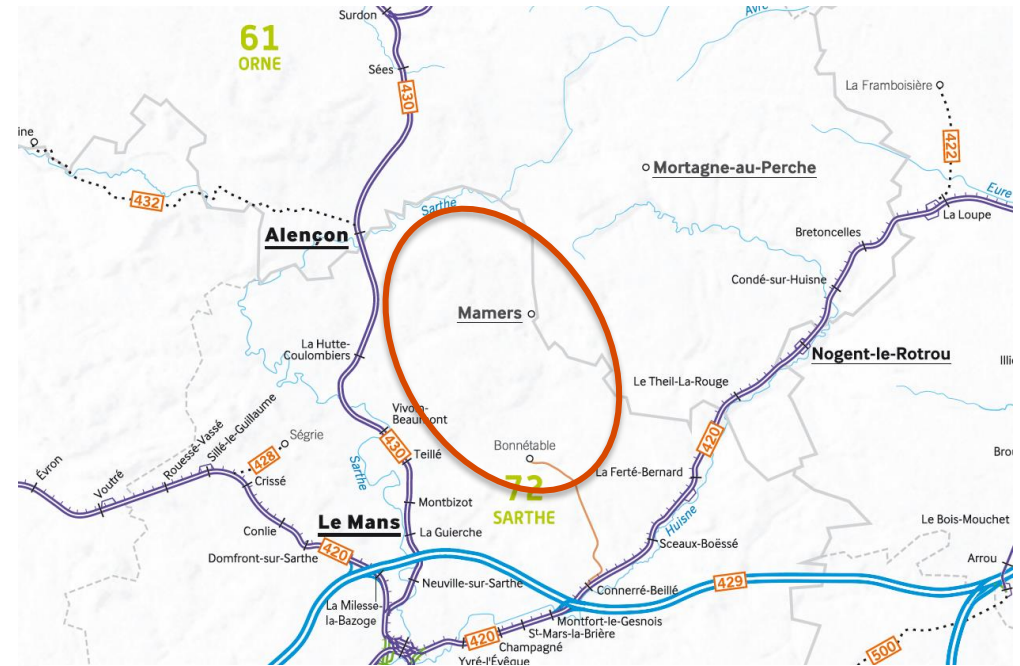 Surdon
Avre
61
ORNE
Sées
430
La Framboisière
ine
422
Mortagne-au-Perche
Eure
432
Sarthe
La Loupe
Alençon
Bretoncelles
Condé-sur-Huisne
Mamers
La Hutte-
Coulombiers
Nogent-le-Rotrou
Illi
Le Theil-La-Rouge
Vivoin-
Beaumont
Sillé-le-Guillaume
Rouessé-Vassé
Ségrie
430
420
Bonnétable
Teillé
428
Évron
Voutré
Sarthe
La Ferté-Bernard
Brou
Crissé
72
SARTHE
Montbizot
Huisne
Le Mans
La Guierche
Le Bois-Mouchet
Conlie
Sceaux-Boëssé
Domfront-sur-Sarthe
420
Arrou
Neuville-sur-Sarthe
Connerré-Beillé
429
La Milesse-
la-Bazoge
Montfort-le-Gesnois
St-Mars-la-Brière
420
Champagné
500
Yvré-l'Évêque